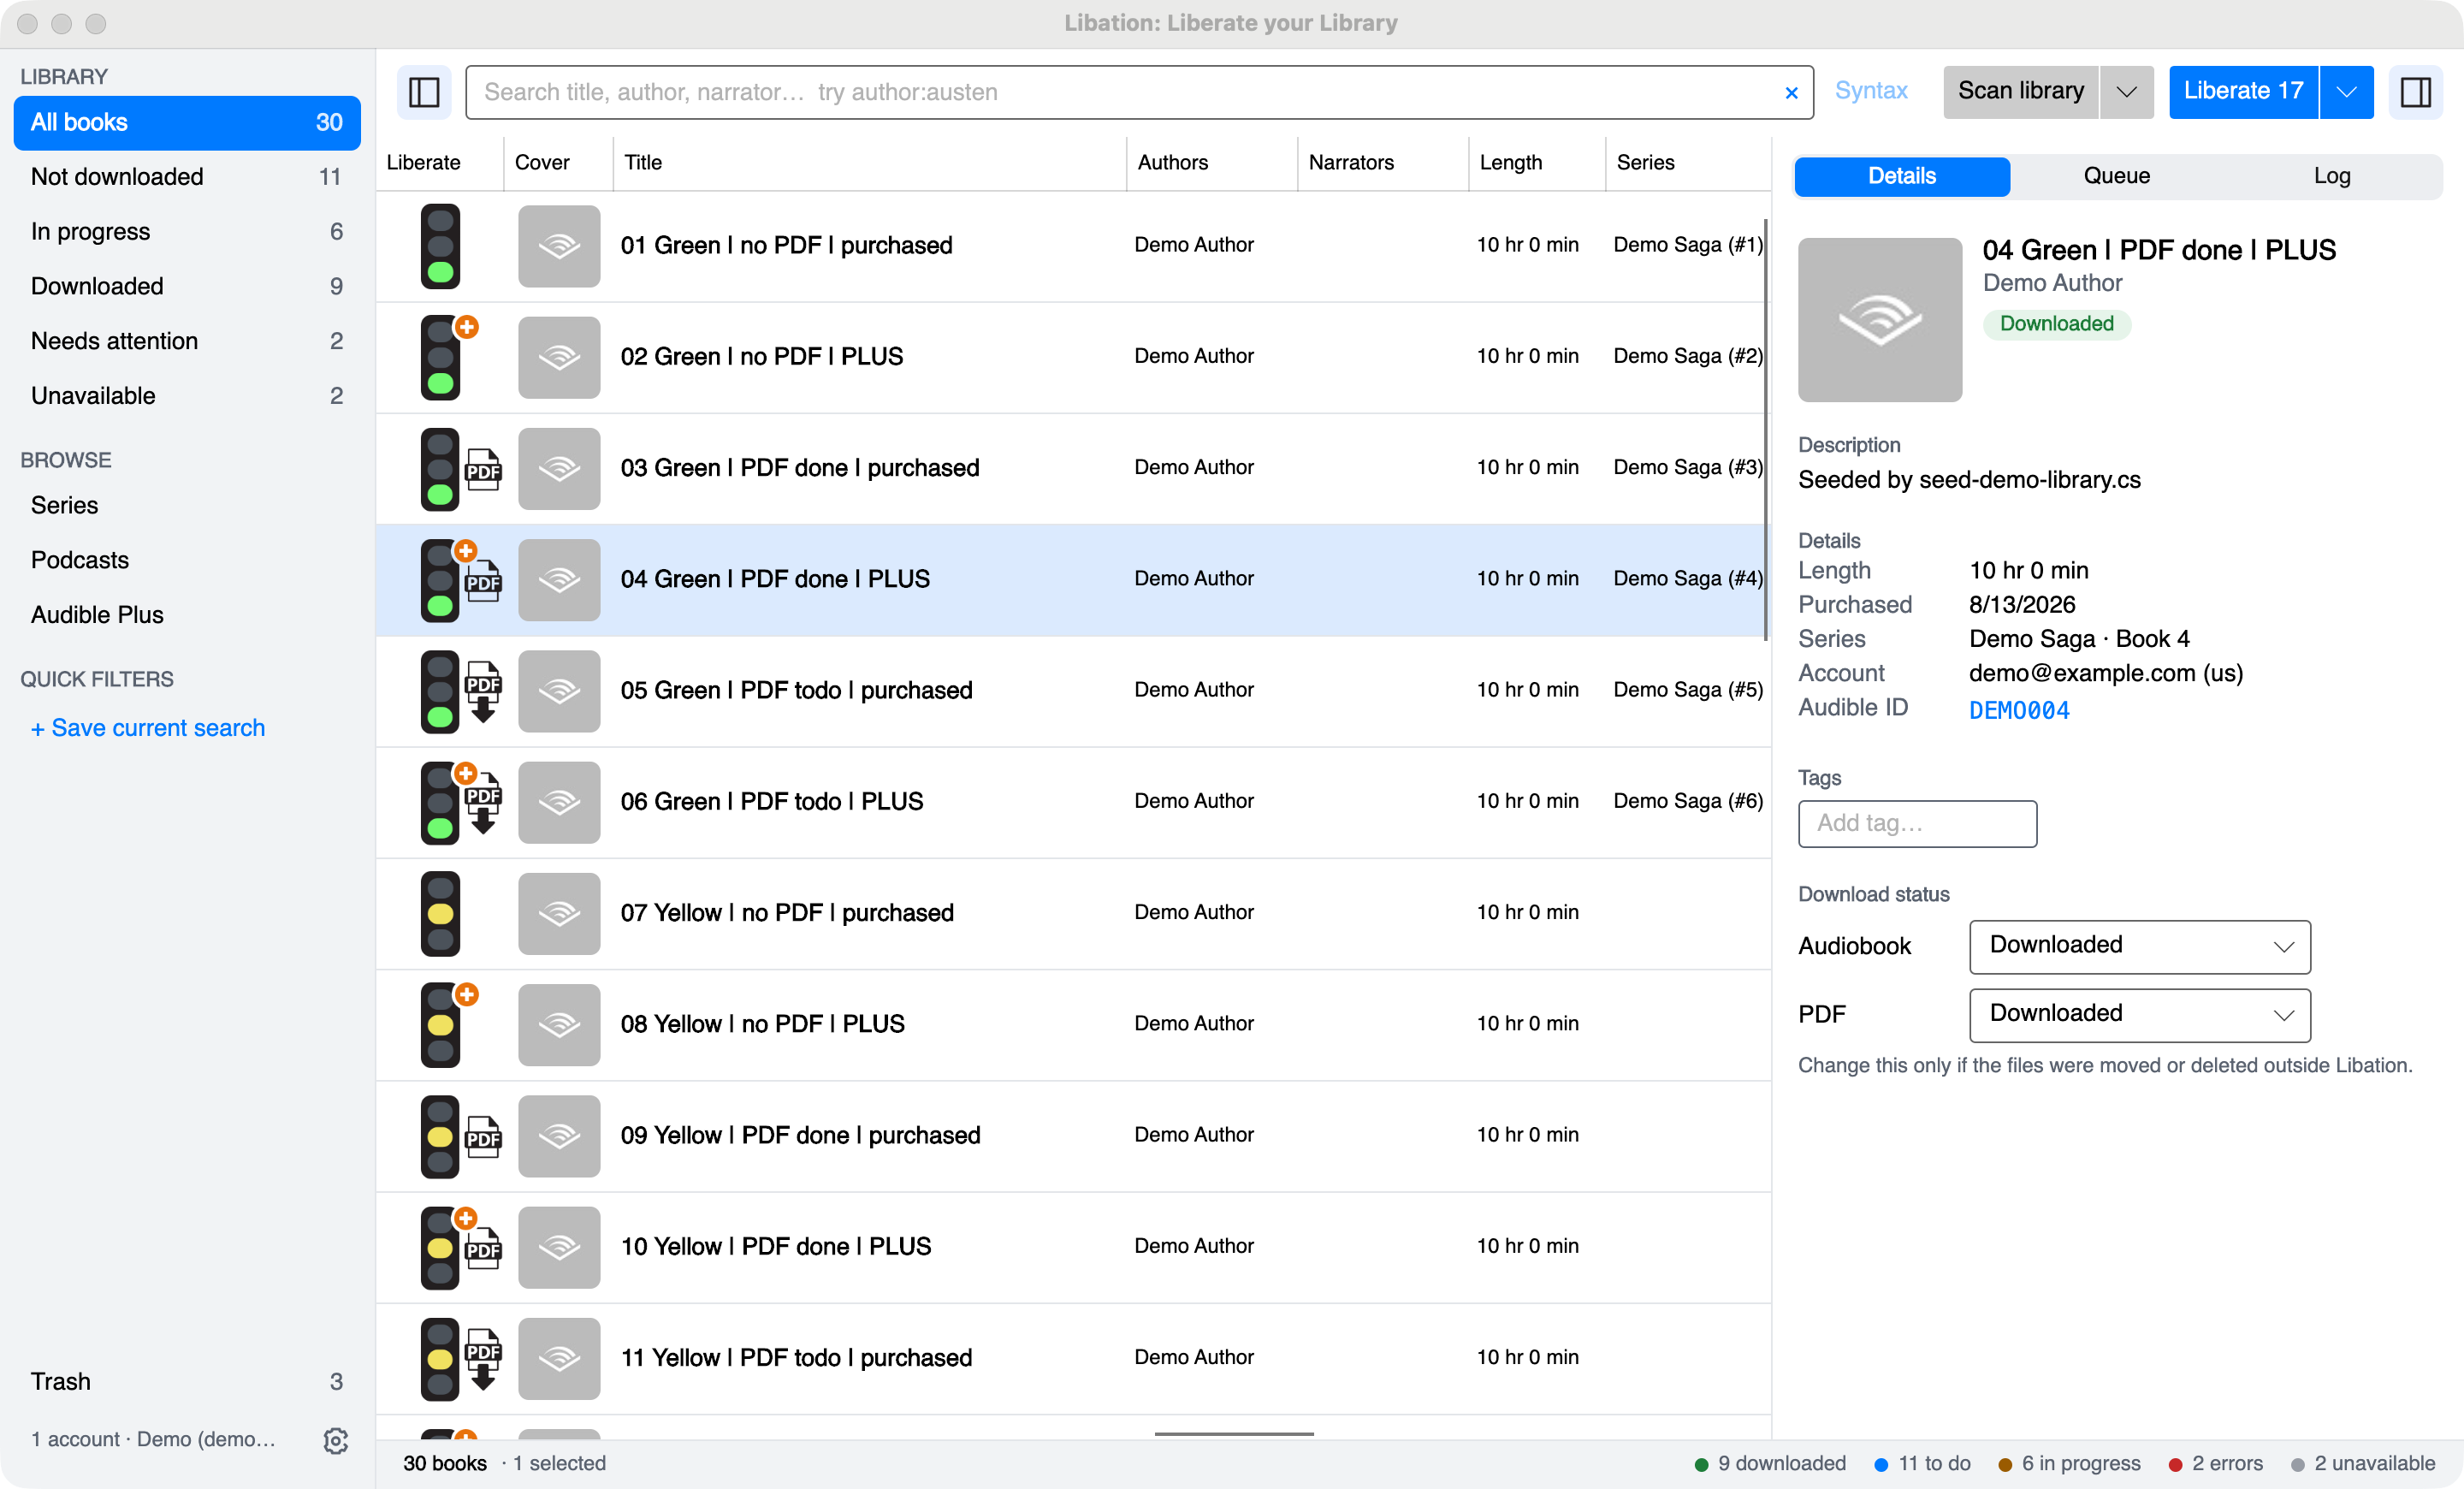 Libation: Liberate your Library
LIBRARY
All books 30
Not downloaded 11
In progress 6
Downloaded 9
Needs attention 2
Unavailable 2
BROWSE
Series
Podcasts
Audible Plus
QUICK FILTERS
+ Save current search
Trash 3
1 account · Demo (demo…
Search title, author, narrator… try author:austen × Syntax Scan library Liberate 17
Liberate Cover Title Authors Narrators Length Series
01 Green | no PDF | purchased Demo Author 10 hr 0 min Demo Saga (#1)
02 Green | no PDF | PLUS Demo Author 10 hr 0 min Demo Saga (#2)
PDF 03 Green | PDF done | purchased Demo Author 10 hr 0 min Demo Saga (#3)
PDF 04 Green | PDF done | PLUS Demo Author 10 hr 0 min Demo Saga (#4)
PDF 05 Green | PDF todo | purchased Demo Author 10 hr 0 min Demo Saga (#5)
PDF 06 Green | PDF todo | PLUS Demo Author 10 hr 0 min Demo Saga (#6)
07 Yellow | no PDF | purchased Demo Author 10 hr 0 min
08 Yellow | no PDF | PLUS Demo Author 10 hr 0 min
PDF 09 Yellow | PDF done | purchased Demo Author 10 hr 0 min
PDF 10 Yellow | PDF done | PLUS Demo Author 10 hr 0 min
PDF 11 Yellow | PDF todo | purchased Demo Author 10 hr 0 min
Details Queue Log
04 Green | PDF done | PLUS
Demo Author
Downloaded
Description
Seeded by seed-demo-library.cs
Details
Length 10 hr 0 min
Purchased 8/13/2026
Series Demo Saga · Book 4
Account demo@example.com (us)
Audible ID DEMO004
Tags
Add tag…
Download status
Audiobook Downloaded
PDF Downloaded
Change this only if the files were moved or deleted outside Libation.
30 books · 1 selected
9 downloaded 11 to do 6 in progress 2 errors 2 unavailable